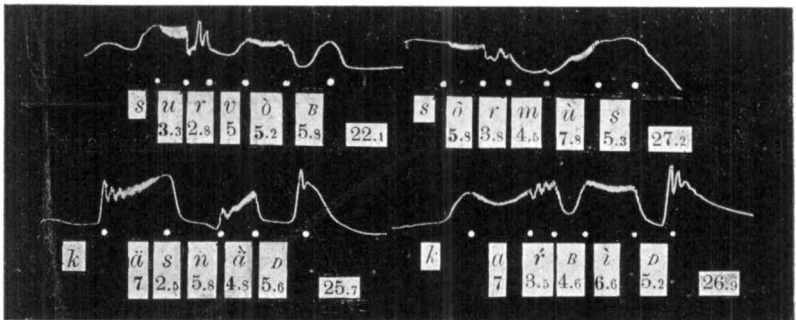 s u r v ò B
3.3 2.8 5 5.2 5.8 22.1
s ò r m ù s
5.8 3.8 4.5 7.8 5.3 27.2
k ä s ǹ D
7 2.5 5.8 4.8 5.6 25.7
k a ŕ B ì D
7 3.5 4.6 6.6 5.2 26.9